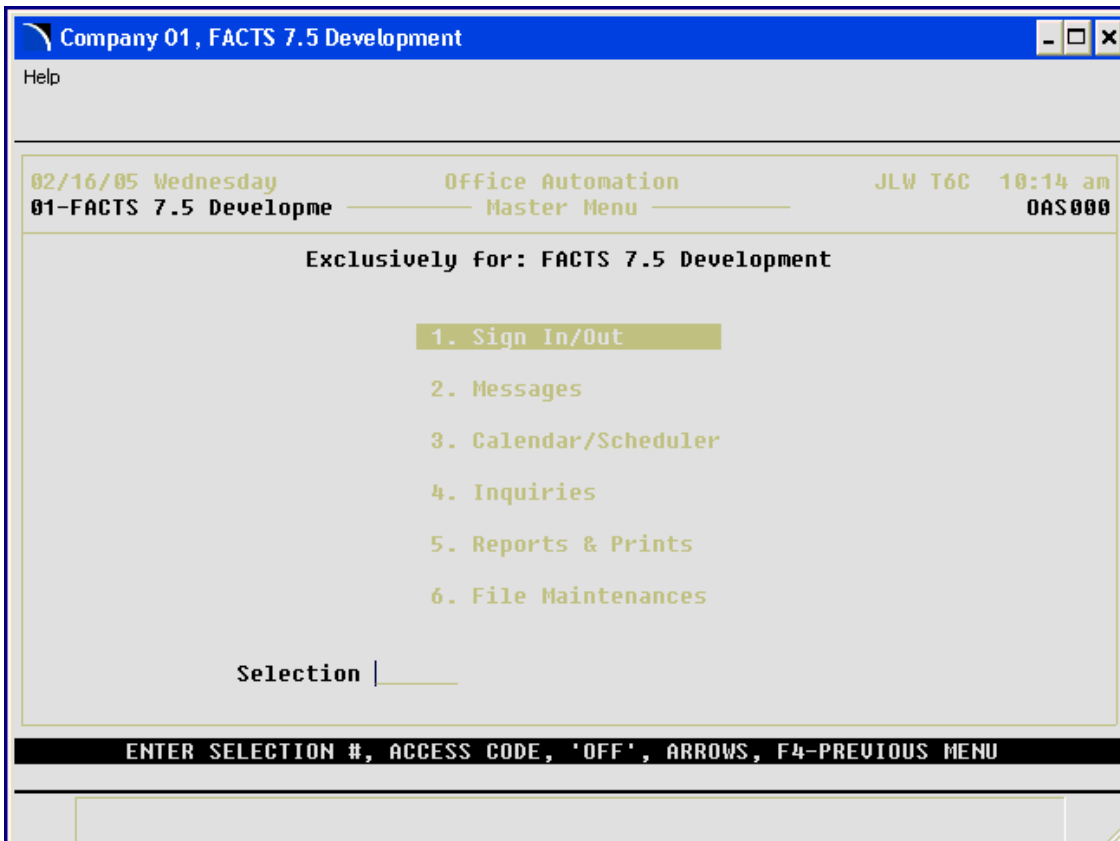 Company 01, FACTS 7.5 Development
Help
02/16/05 Wednesday Office Automation JLW T6C 10:14 am
01-FACTS 7.5 Developme Master Menu OAS000
Exclusively for: FACTS 7.5 Development
1. Sign In/Out
2. Messages
3. Calendar/Scheduler
4. Inquiries
5. Reports & Prints
6. File Maintenances
Selection
ENTER SELECTION #, ACCESS CODE, 'OFF', ARROWS, F4-PREVIOUS MENU